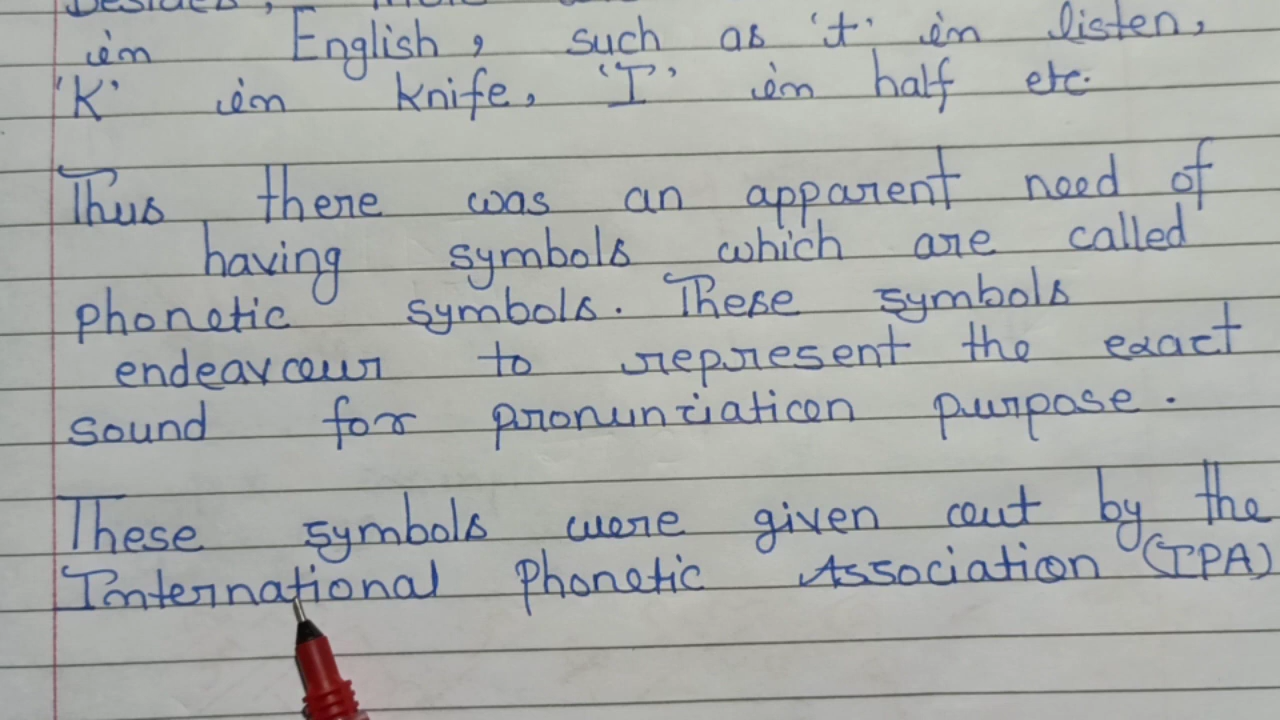 in English, such as 't' in listen,
'K' in knife, 'I' in half etc.
Thus there was an apparent need of
having symbols which are called
phonetic symbols. These symbols
endeavour to represent the exact
sound for pronunciation purpose.
These symbols were given out by the
International Phonetic Association (IPA)